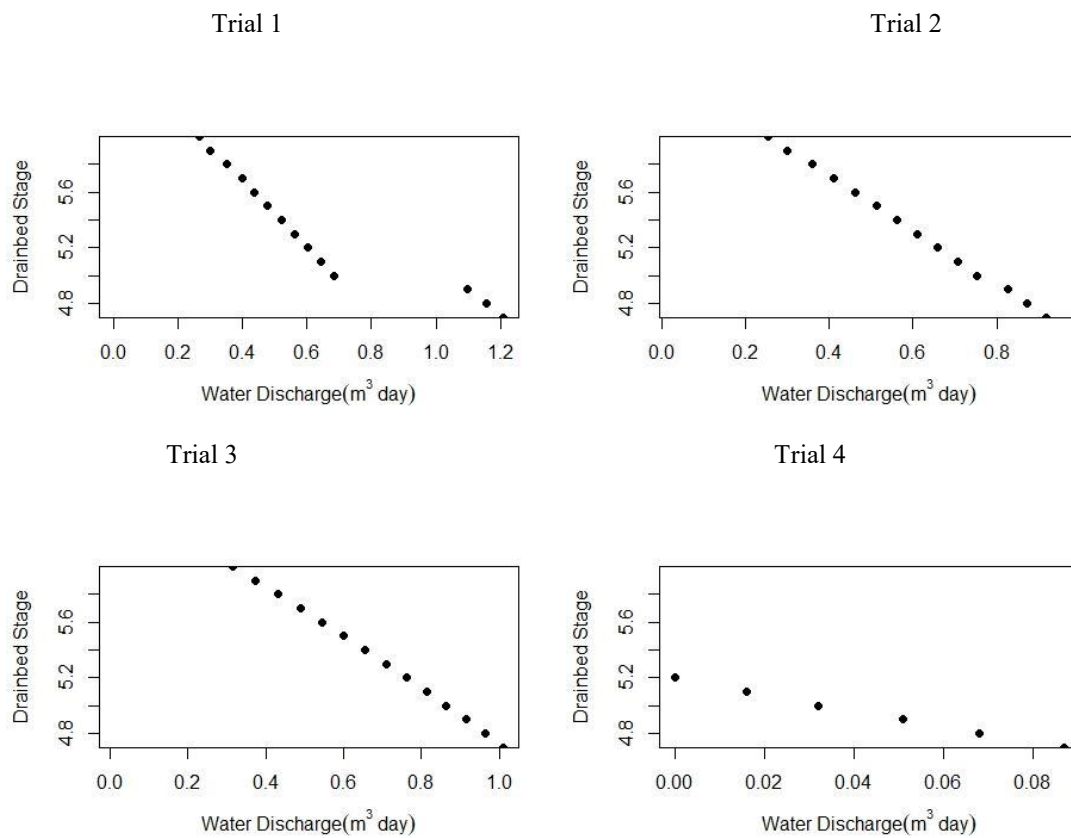 Trial 1
Trial 2
Drainbed Stage
4.8 5.2 5.6
0.0 0.2 0.4 0.6 0.8 1.0 1.2
Water Discharge(m³ day)
Drainbed Stage
4.8 5.2 5.6
0.0 0.2 0.4 0.6 0.8
Water Discharge(m³ day)
Trial 3
Trial 4
Drainbed Stage
4.8 5.2 5.6
0.0 0.2 0.4 0.6 0.8 1.0
Water Discharge(m³ day)
Drainbed Stage
4.8 5.2 5.6
0.00 0.02 0.04 0.06 0.08
Water Discharge(m³ day)